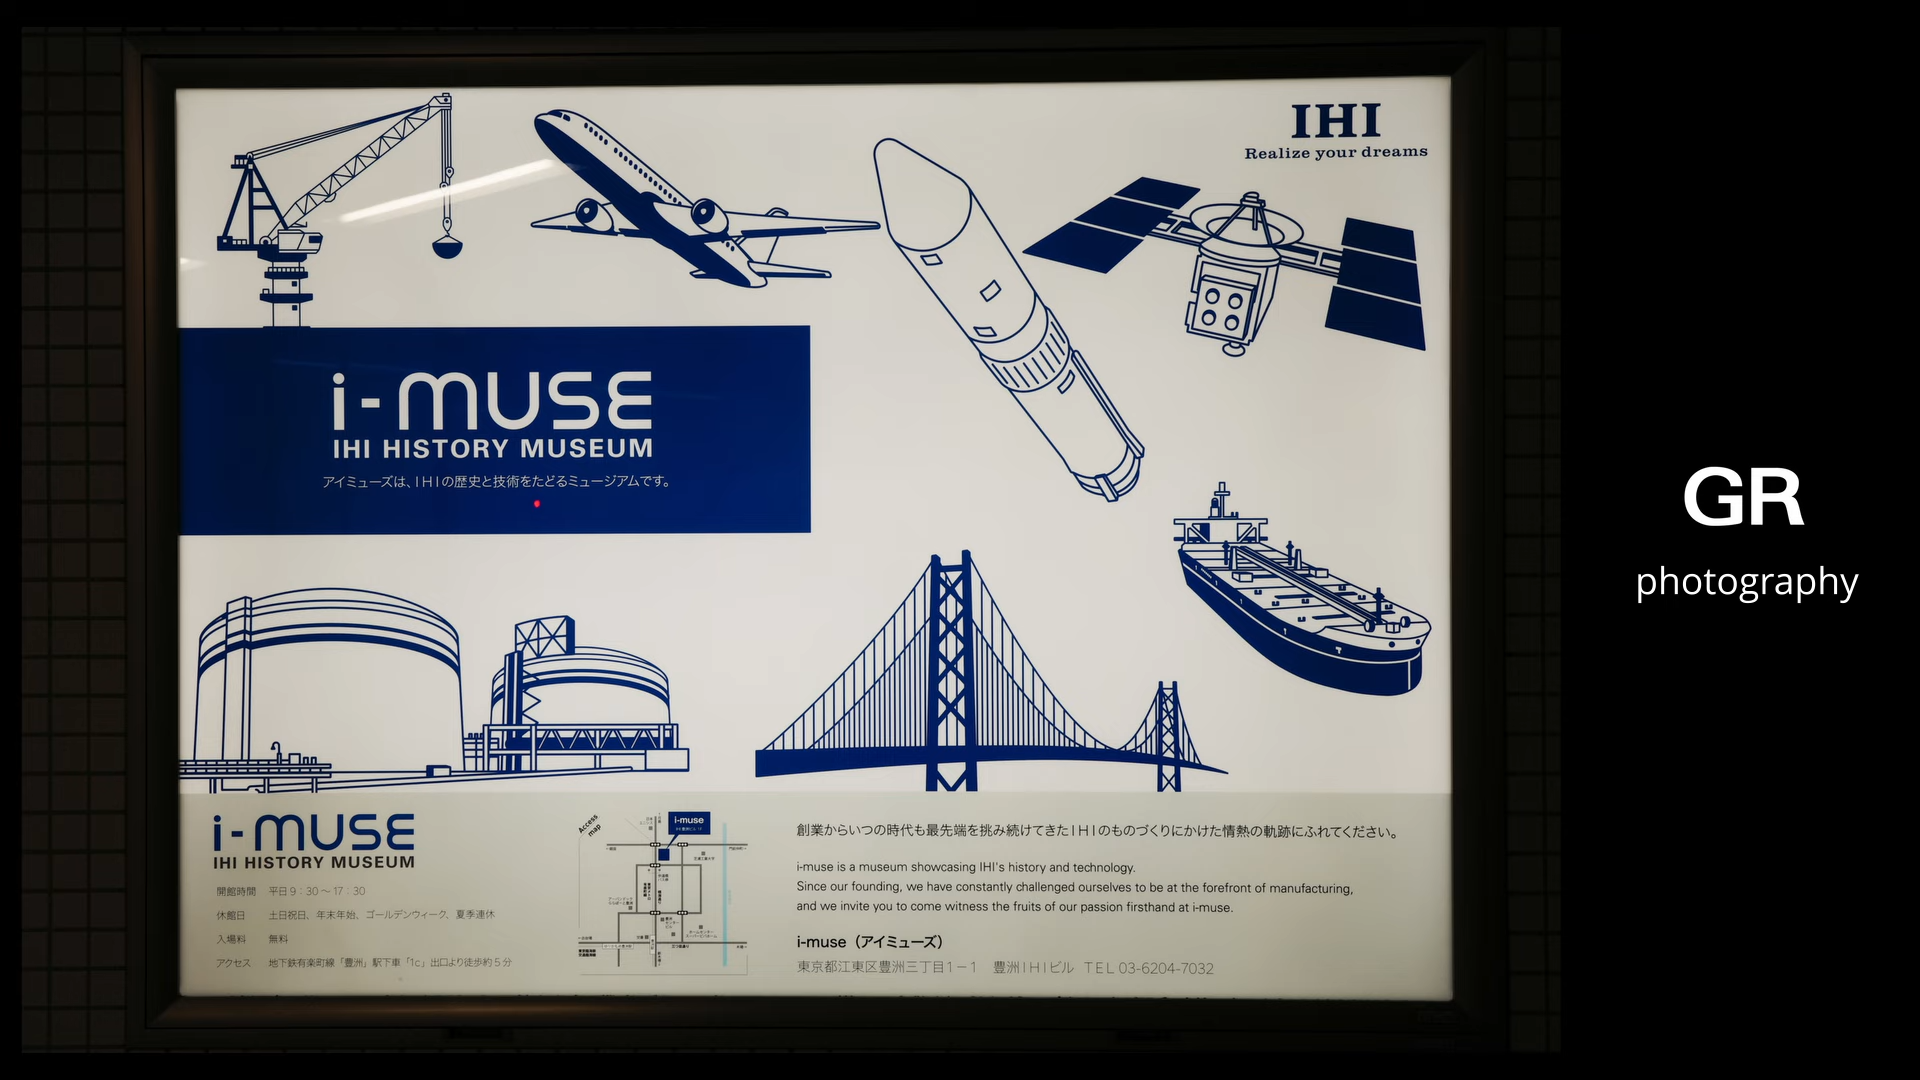 IHI
Realize your dreams
i-muse
IHI HISTORY MUSEUM
アイミューズは、IHIの歴史と技術をたどるミュージアムです。
GR
photography
i-muse
IHI HISTORY MUSEUM
開館時間 平日9：30～17：30
休館日 土日祝日、年末年始、ゴールデンウィーク、夏季連休
入場料 無料
アクセス 地下鉄有楽町線「豊洲」駅下車「1c」出口より徒歩約5分
Access map
i-muse
創業からいつの時代も最先端を挑み続けてきたIHIのものづくりにかけた情熱の軌跡にふれてください。
i-muse is a museum showcasing IHI's history and technology.
Since our founding, we have constantly challenged ourselves to be at the forefront of manufacturing,
and we invite you to come witness the fruits of our passion firsthand at i-muse.
i-muse（アイミューズ）
東京都江東区豊洲三丁目1－1 豊洲IHIビル TEL 03-6204-7032